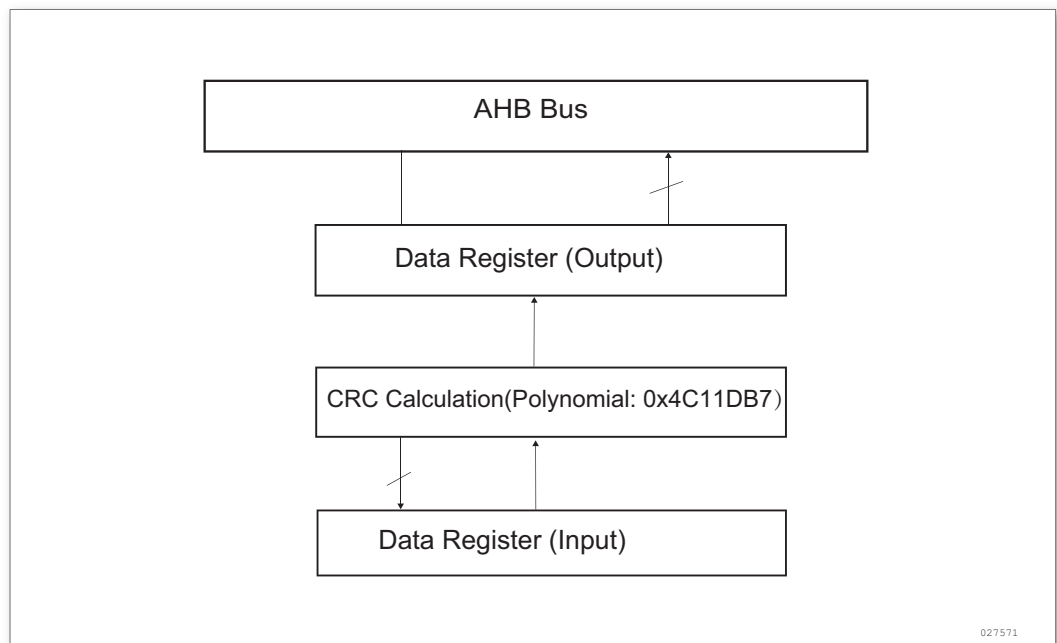 AHB Bus
Data Register (Output)
CRC Calculation(Polynomial: 0x4C11DB7）
Data Register (Input)
027571